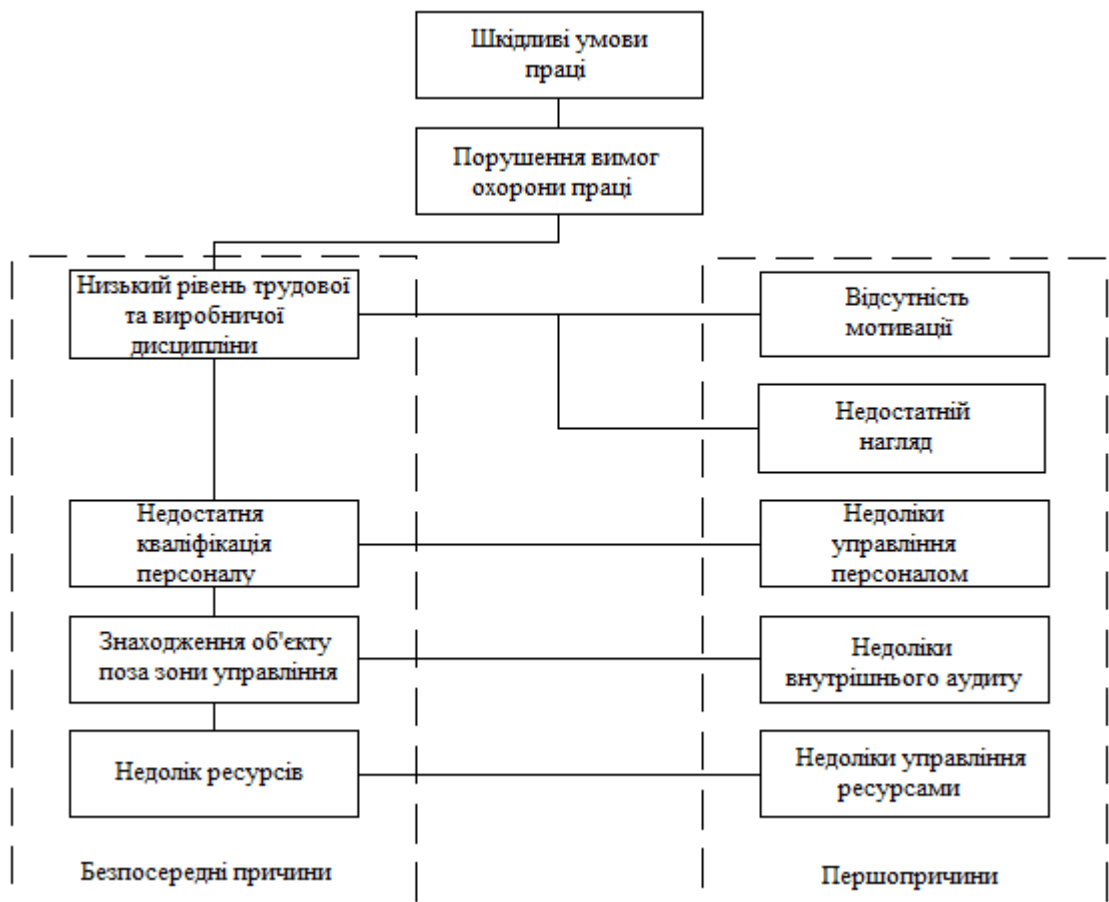 Шкідливі умови
праці
Порушення вимог
охорони праці
Низький рівень трудової
та виробничої
дисципліни
Відсутність
мотивації
Недостатній
нагляд
Недостатня
кваліфікація
персоналу
Недоліки
управління
персоналом
Знаходження об'єкту
поза зони управління
Недоліки
внутрішнього аудиту
Недолік ресурсів
Недоліки управління
ресурсами
Безпосередні причини
Першопричини